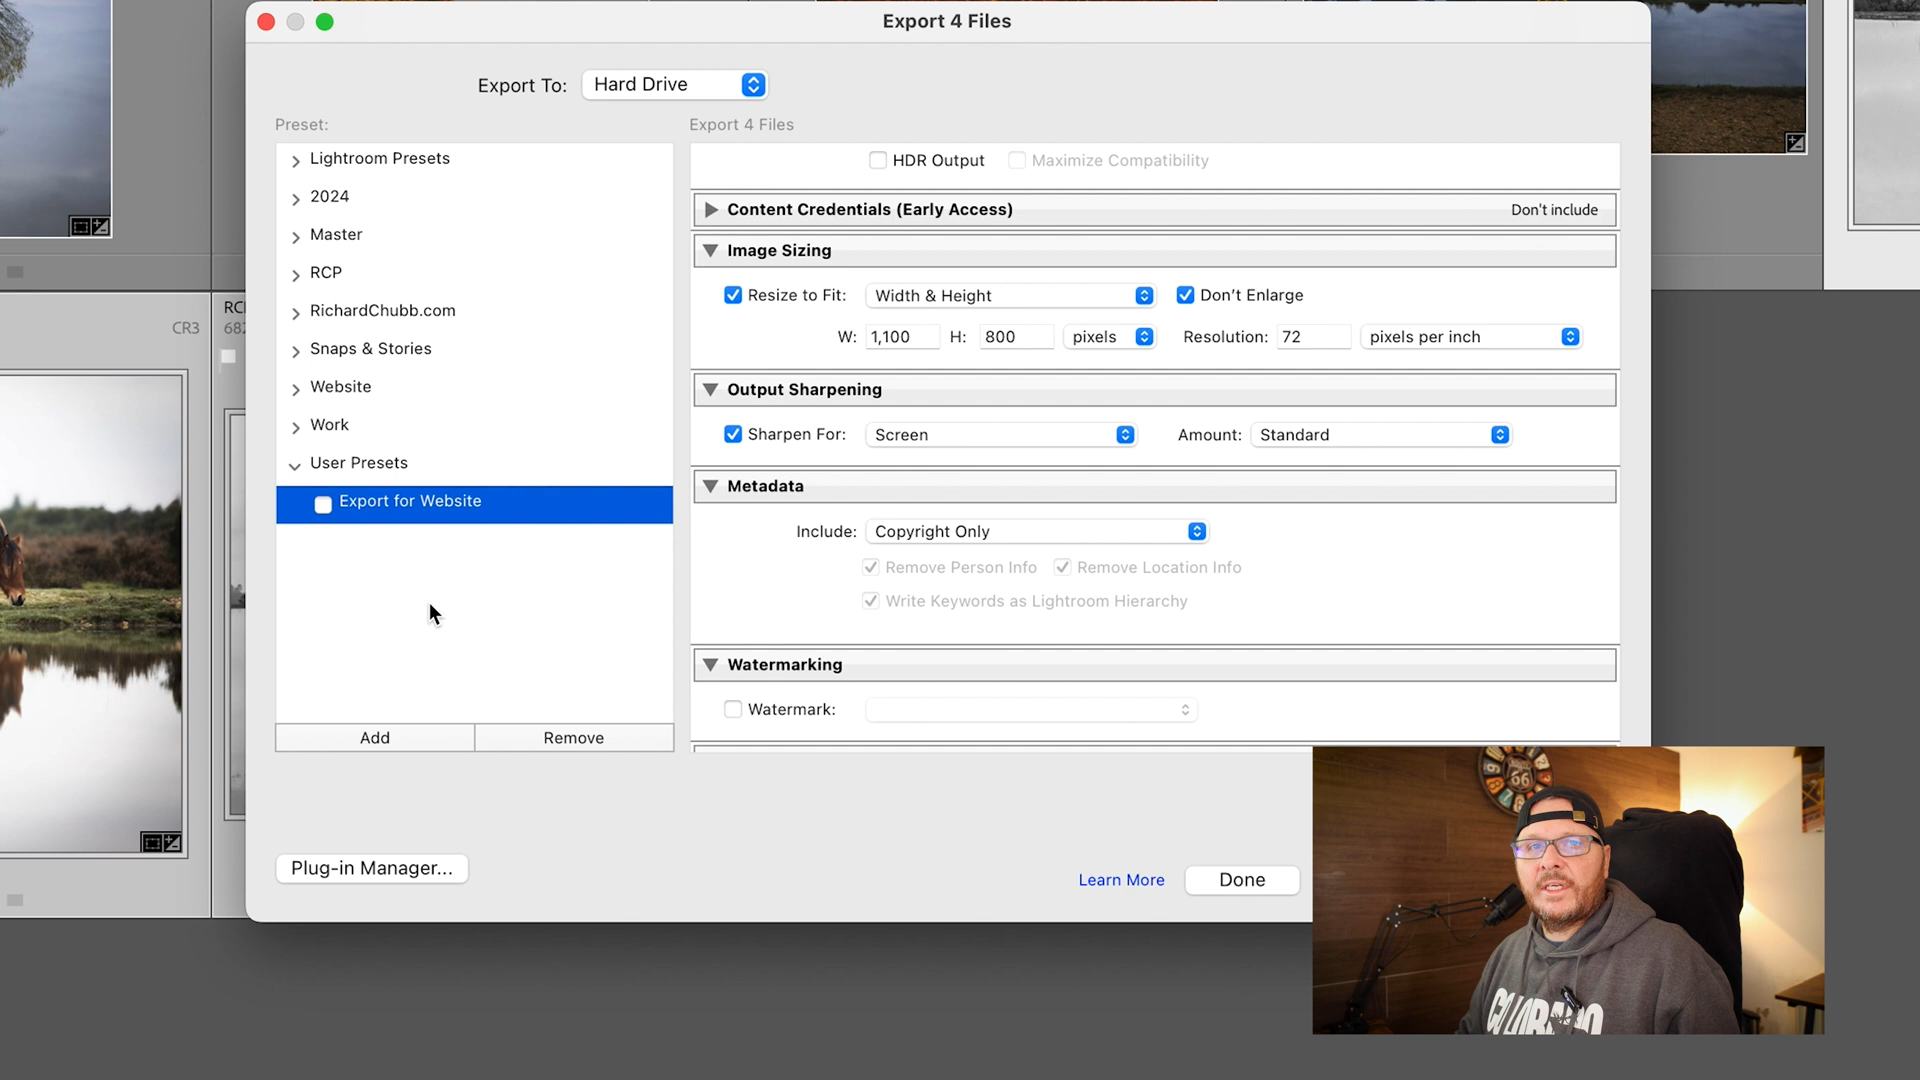 Export 4 Files
Export To: Hard Drive
Preset:
Export 4 Files
Lightroom Presets
2024
Master
RCP
RichardChubb.com
Snaps & Stories
Website
Work
User Presets
Export for Website
Add Remove
HDR Output Maximize Compatibility
Content Credentials (Early Access) Don't include
Image Sizing
Resize to Fit: Width & Height Don't Enlarge
W: 1,100 H: 800 pixels Resolution: 72 pixels per inch
Output Sharpening
Sharpen For: Screen Amount: Standard
Metadata
Include: Copyright Only
Remove Person Info Remove Location Info
Write Keywords as Lightroom Hierarchy
Watermarking
Watermark:
Plug-in Manager...
Learn More Done
CR3
RC
682
66
COLORADO